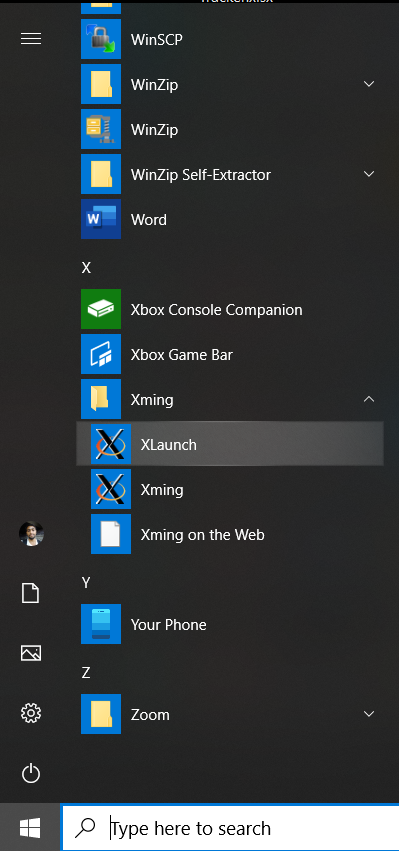 WinSCP
WinZip
WinZip
WinZip Self-Extractor
Word
X
Xbox Console Companion
Xbox Game Bar
Xming
XLaunch
Xming
Xming on the Web
Y
Your Phone
Z
Zoom
Type here to search